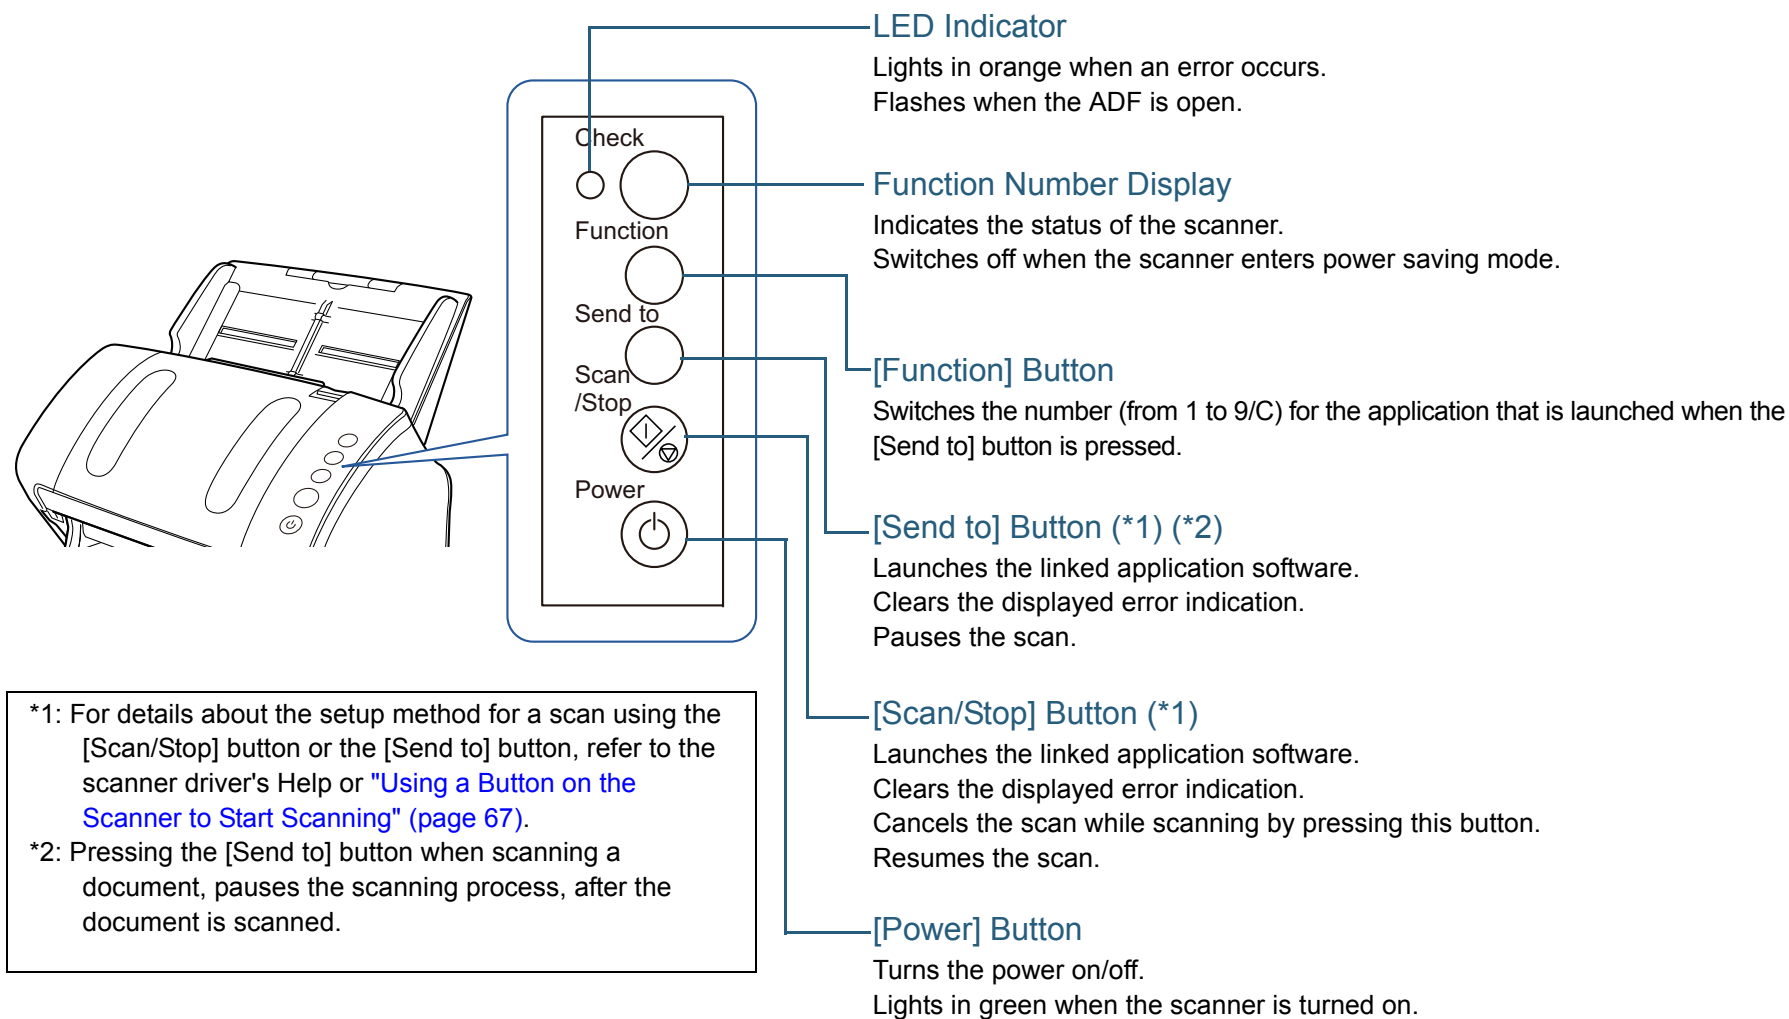 LED Indicator
Lights in orange when an error occurs.
Flashes when the ADF is open.
Check
Function Number Display
Indicates the status of the scanner.
Switches off when the scanner enters power saving mode.
Function
Send to
Scan
/Stop
Power
[Function] Button
Switches the number (from 1 to 9/C) for the application that is launched when the
[Send to] button is pressed.
[Send to] Button (*1) (*2)
Launches the linked application software.
Clears the displayed error indication.
Pauses the scan.
[Scan/Stop] Button (*1)
Launches the linked application software.
Clears the displayed error indication.
Cancels the scan while scanning by pressing this button.
Resumes the scan.
[Power] Button
Turns the power on/off.
Lights in green when the scanner is turned on.
*1: For details about the setup method for a scan using the
[Scan/Stop] button or the [Send to] button, refer to the
scanner driver's Help or "Using a Button on the
Scanner to Start Scanning" (page 67).
*2: Pressing the [Send to] button when scanning a
document, pauses the scanning process, after the
document is scanned.